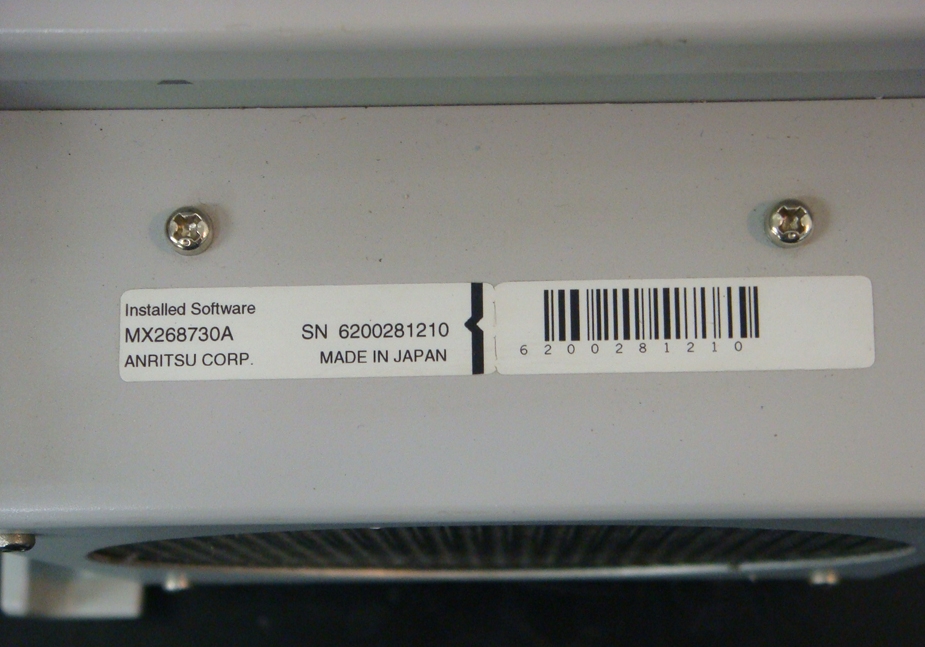 Installed Software
MX268730A SN 6200281210
ANRITSU CORP. MADE IN JAPAN
6200281210